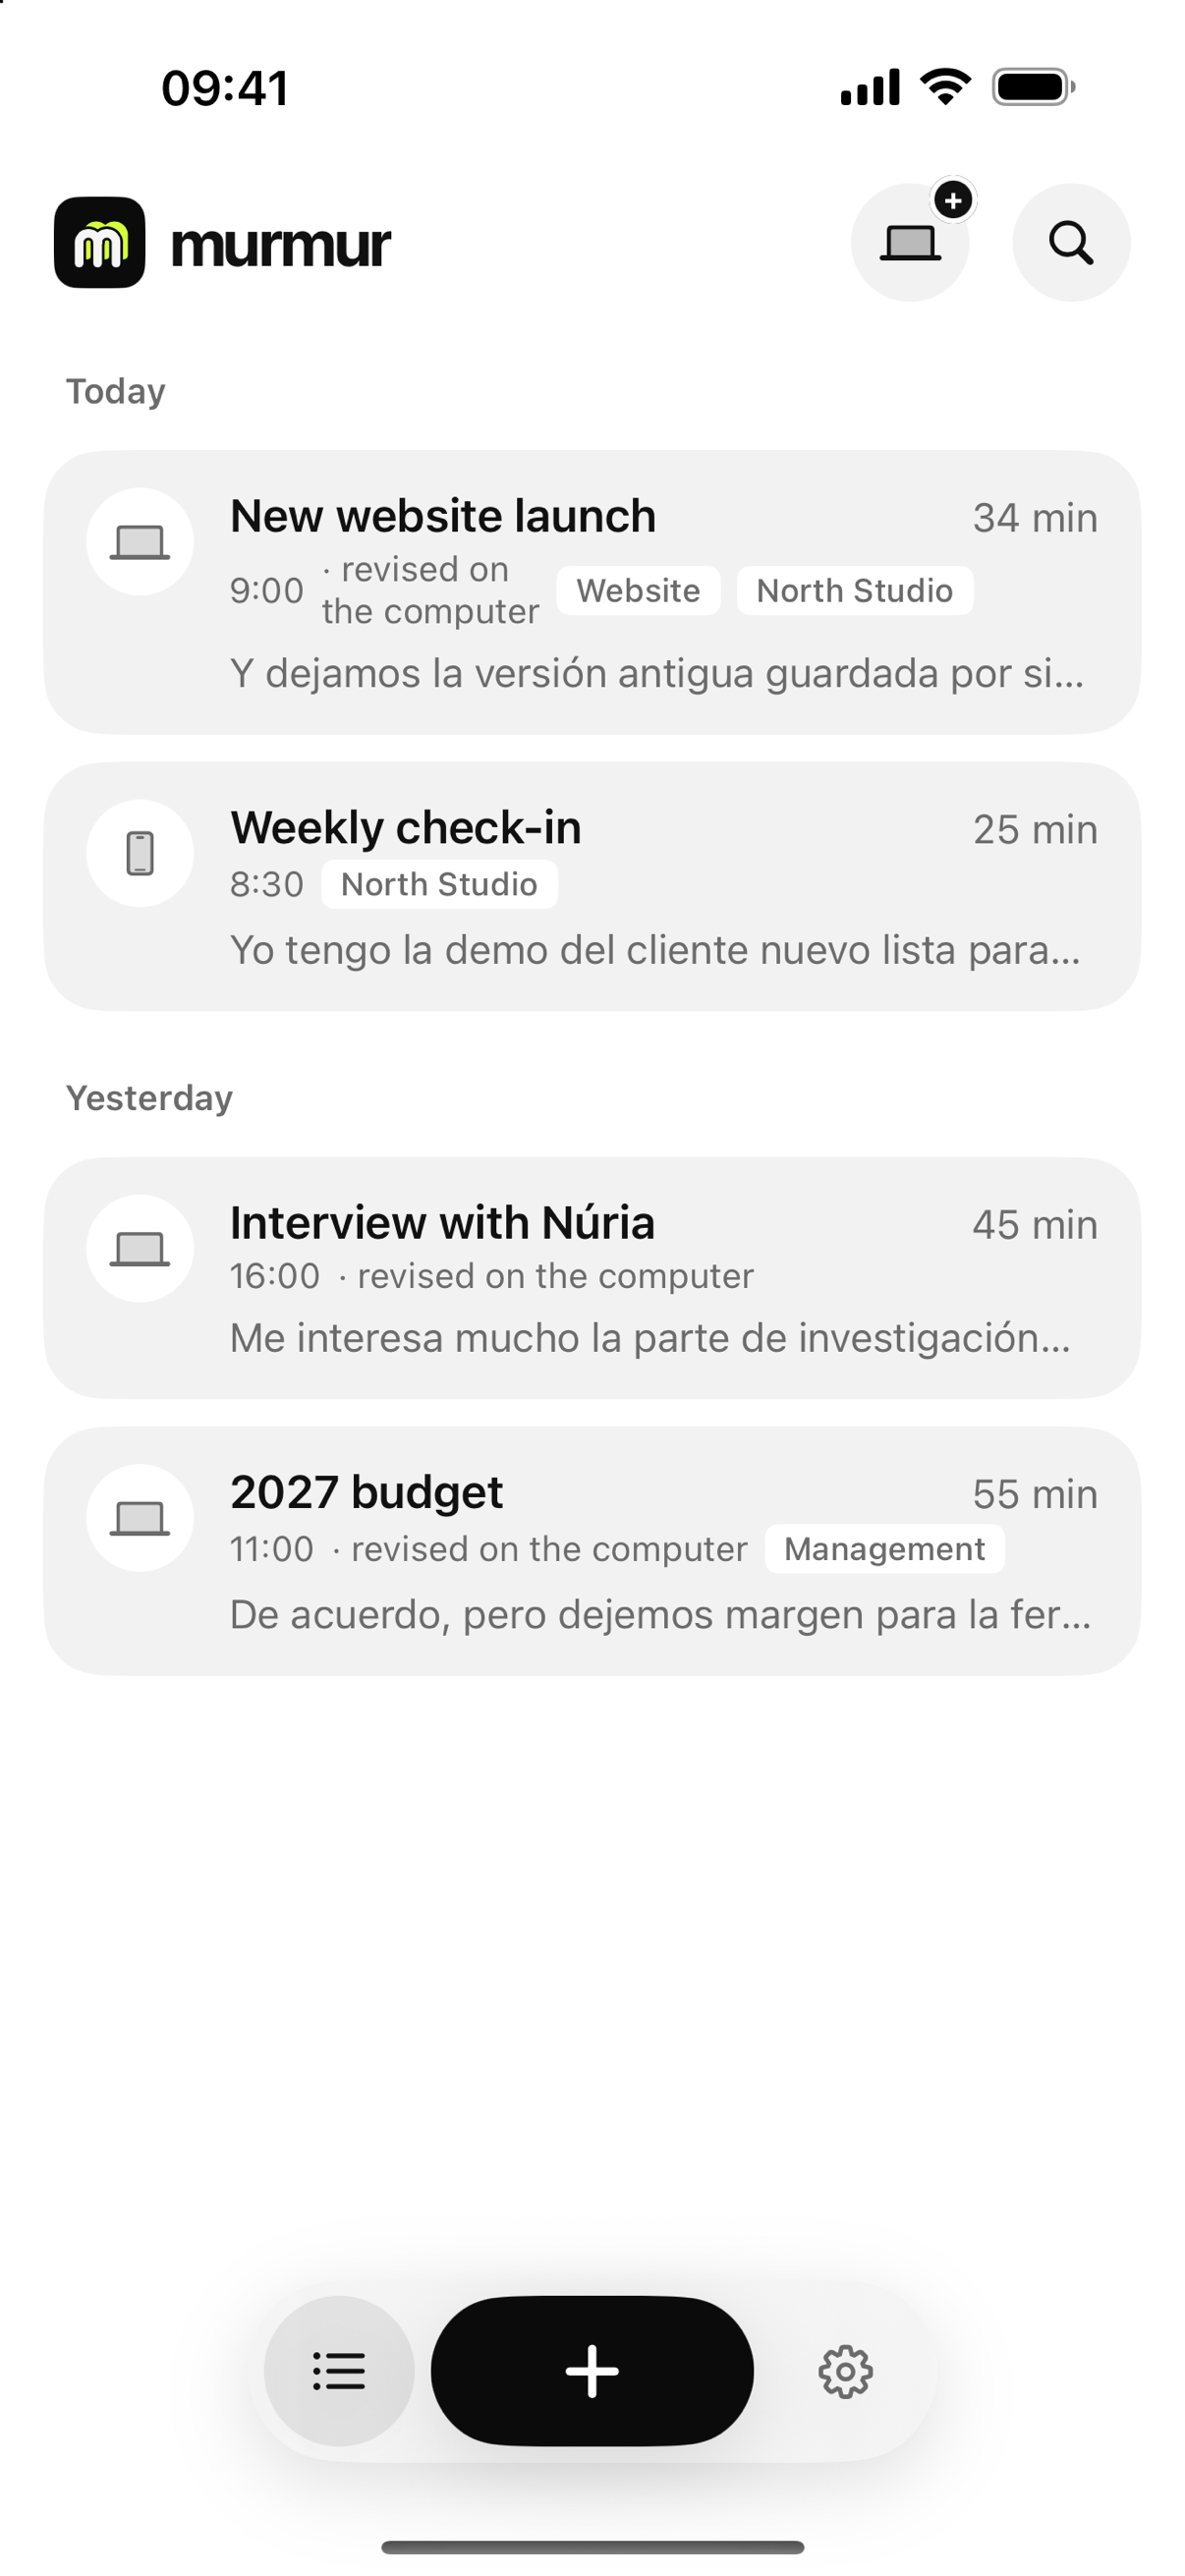 09:41
murmur
Today
New website launch 34 min
9:00 · revised on the computer Website North Studio
Y dejamos la versión antigua guardada por si...
Weekly check-in 25 min
8:30 North Studio
Yo tengo la demo del cliente nuevo lista para...
Yesterday
Interview with Núria 45 min
16:00 · revised on the computer
Me interesa mucho la parte de investigación...
2027 budget 55 min
11:00 · revised on the computer Management
De acuerdo, pero dejemos margen para la fer...